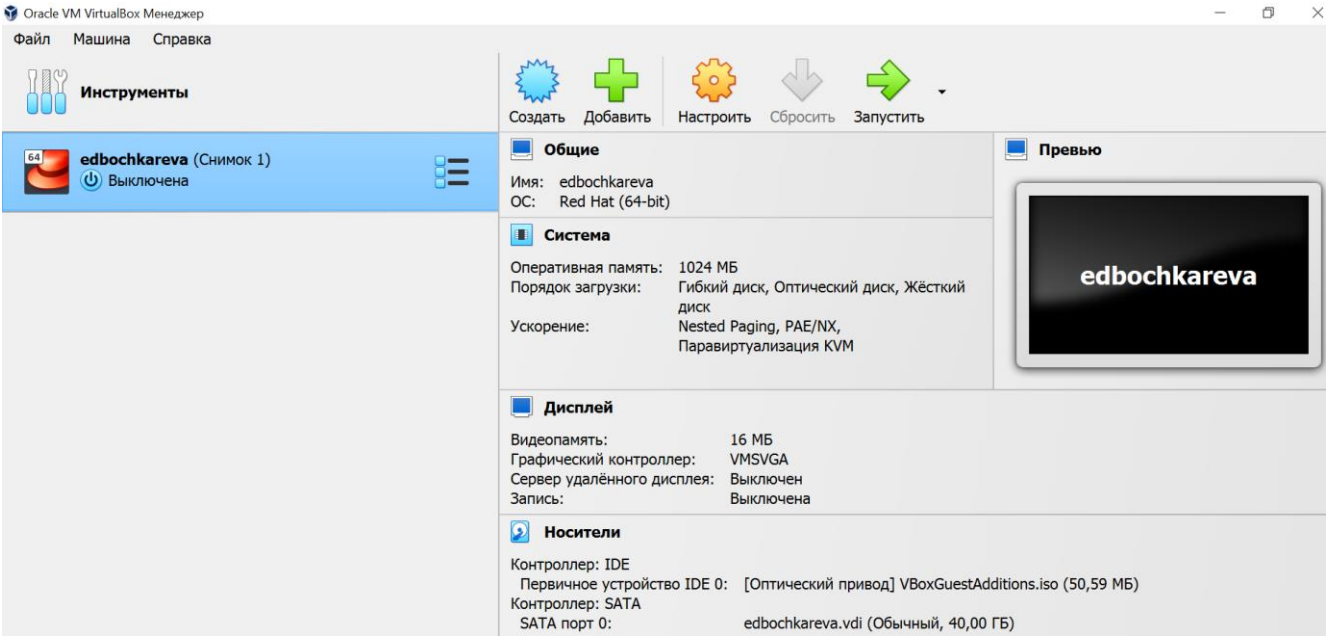 Oracle VM VirtualBox Менеджер
Файл Машина Справка
Инструменты
Создать Добавить Настроить Сбросить Запустить
64
edbochkareva (Снимок 1)
Выключена
Общие
Имя: edbochkareva
ОС: Red Hat (64-bit)
Превью
edbochkareva
Система
Оперативная память: 1024 МБ
Порядок загрузки: Гибкий диск, Оптический диск, Жёсткий
диск
Ускорение: Nested Paging, PAE/NX,
Паравиртуализация KVM
Дисплей
Видеопамять: 16 МБ
Графический контроллер: VMSVGA
Сервер удалённого дисплея: Выключен
Запись: Выключена
Носители
Контроллер: IDE
Первичное устройство IDE 0: [Оптический привод] VBoxGuestAdditions.iso (50,59 МБ)
Контроллер: SATA
SATA порт 0: edbochkareva.vdi (Обычный, 40,00 ГБ)